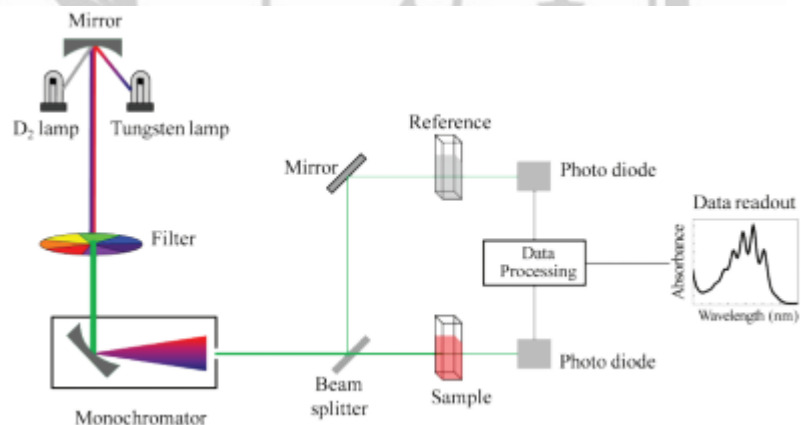 Mirror
D₂ lamp
Tungsten lamp
Filter
Monochromator
Mirror
Reference
Beam
splitter
Sample
Photo diode
Data
Processing
Photo diode
Data readout
Absorbance
Wavelength (nm)